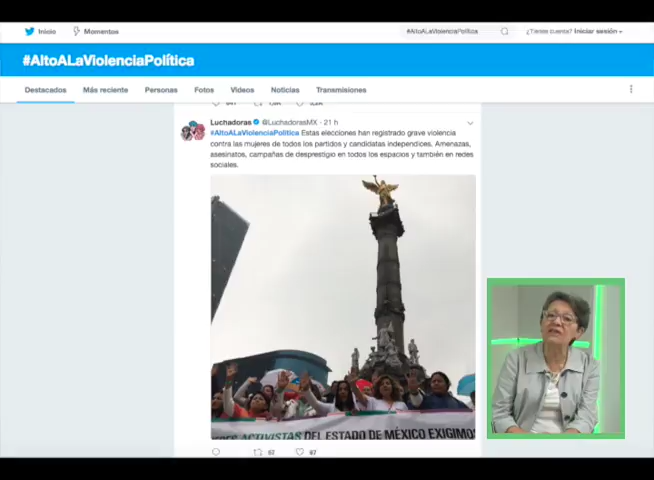 Inicio
Momentos
#AltoALaViolenciaPolítica
¿Tienes cuenta? Iniciar sesión
#AltoALaViolenciaPolítica
Destacados Más reciente Personas Fotos Videos Noticias Transmisiones
Luchadoras @LuchadorasMX · 21 h
#AltoALaViolenciaPolítica Estas elecciones han registrado grave violencia
contra las mujeres de todos los partidos y candidatas independices. Amenazas,
asesinatos, campañas de desprestigio en todos los espacios y también en redes
sociales.
ACTIVISTAS DEL ESTADO DE MÉXICO EXIGIMOS
97